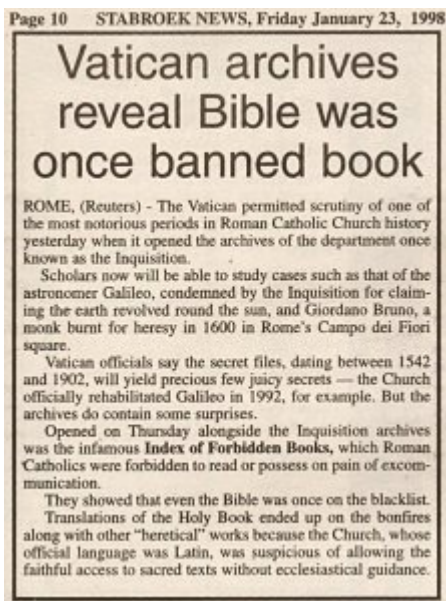 Page 10 STABROEK NEWS, Friday January 23, 1998
Vatican archives
reveal Bible was
once banned book
ROME, (Reuters) - The Vatican permitted scrutiny of one of
the most notorious periods in Roman Catholic Church history
yesterday when it opened the archives of the department once
known as the Inquisition.
Scholars now will be able to study cases such as that of the
astronomer Galileo, condemned by the Inquisition for claim-
ing the earth revolved round the sun, and Giordano Bruno, a
monk burnt for heresy in 1600 in Rome's Campo dei Fiori
square.
Vatican officials say the secret files, dating between 1542
and 1902, will yield precious few juicy secrets — the Church
officially rehabilitated Galileo in 1992, for example. But the
archives do contain some surprises.
Opened on Thursday alongside the Inquisition archives
was the infamous Index of Forbidden Books, which Roman
Catholics were forbidden to read or possess on pain of excom-
munication.
They showed that even the Bible was once on the blacklist.
Translations of the Holy Book ended up on the bonfires
along with other "heretical" works because the Church, whose
official language was Latin, was suspicious of allowing the
faithful access to sacred texts without ecclesiastical guidance.